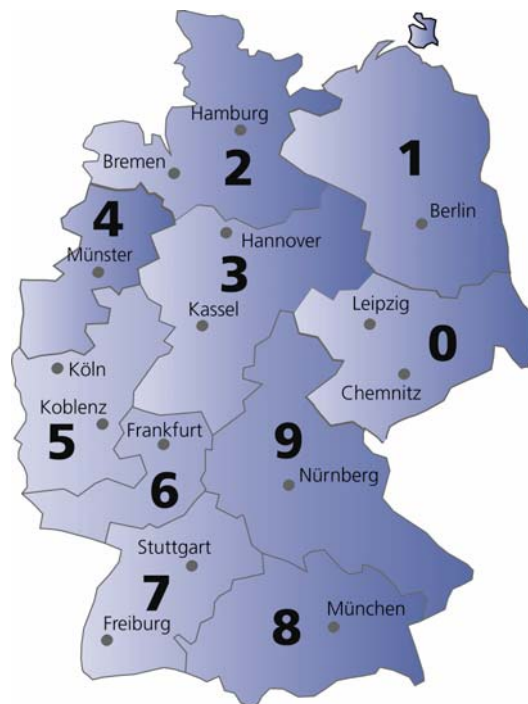 Hamburg
1
Bremen
2
4
Berlin
Hannover
Münster
3
Leipzig
Kassel
0
Köln
Chemnitz
Koblenz
Frankfurt
9
5
6
Nürnberg
Stuttgart
7
München
8
Freiburg